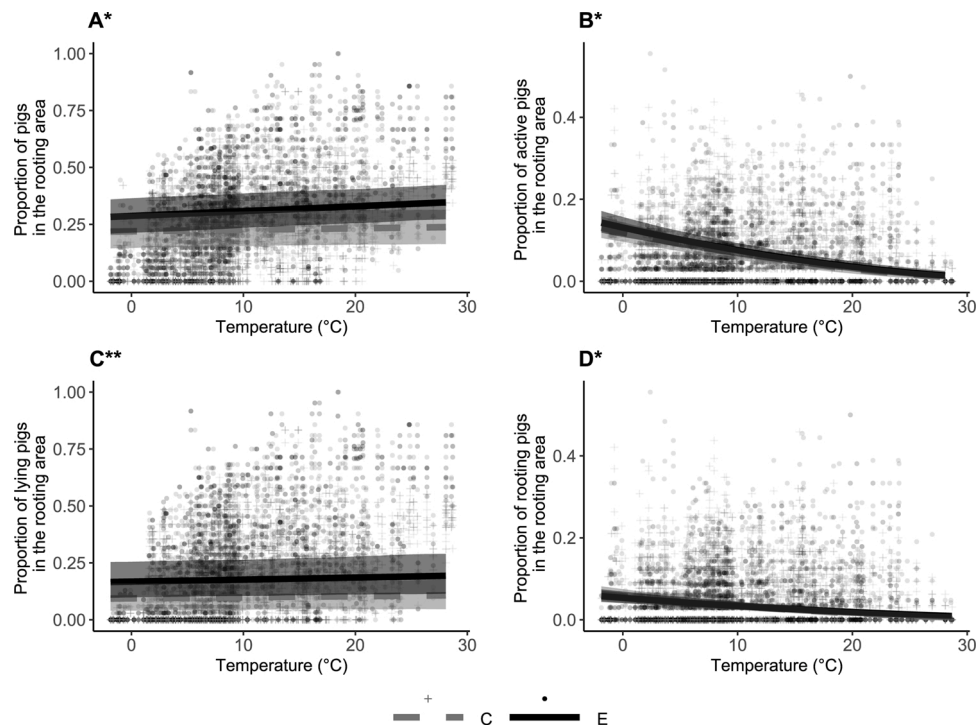 A*
Proportion of pigs
in the rooting area
1.00
0.75
0.50
0.25
0.00
0
10
20
30
Temperature (°C)
B*
Proportion of active pigs
in the rooting area
0.4
0.2
0.0
0
10
20
30
Temperature (°C)
C**
Proportion of lying pigs
in the rooting area
1.00
0.75
0.50
0.25
0.00
0
10
20
30
Temperature (°C)
D*
Proportion of rooting pigs
in the rooting area
0.4
0.2
0.0
0
10
20
30
Temperature (°C)
C
E